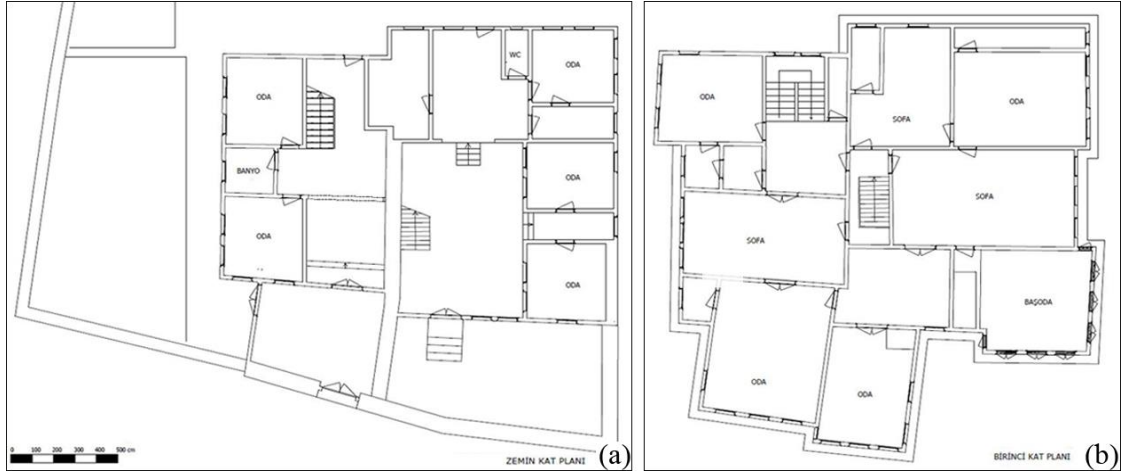 WC
ODA
ODA
BANYO
ODA
ODA
ODA
0 100 200 300 400 500 cm
ZEMİN KAT PLANI
(a)
ODA
SOFA
ODA
SOFA
SOFA
BAŞODA
ODA
ODA
BİRİNCİ KAT PLANI
(b)